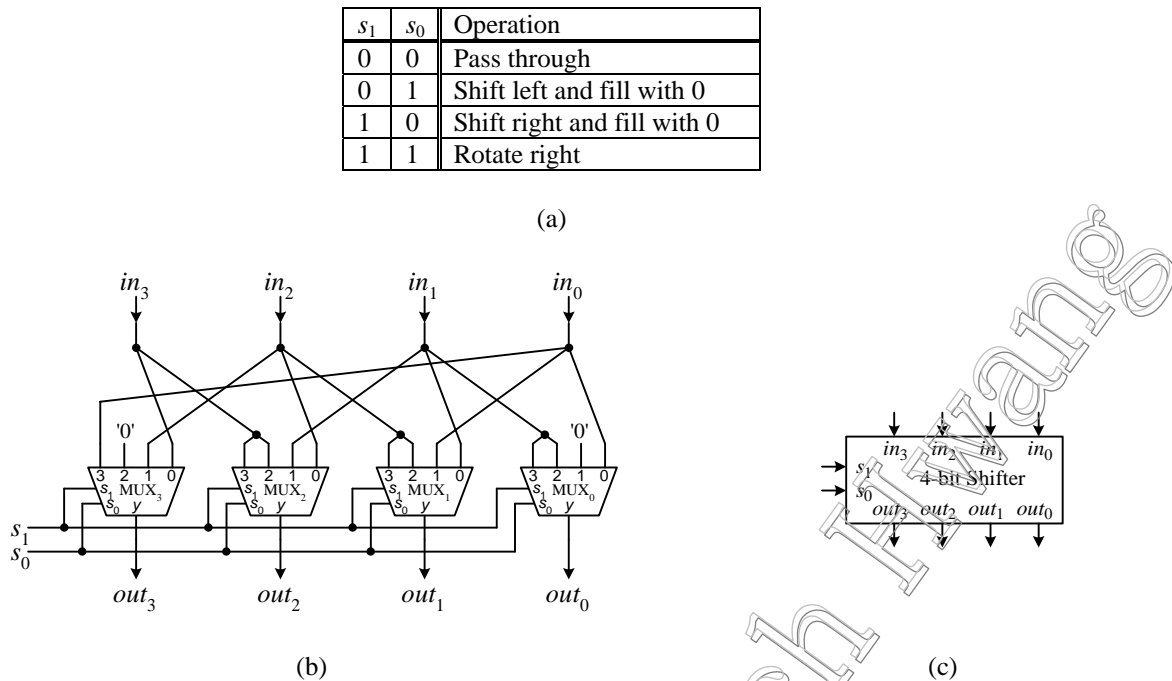 s1 s0 Operation
0 0 Pass through
0 1 Shift left and fill with 0
1 0 Shift right and fill with 0
1 1 Rotate right
(a)
in3 in2 in1 in0
'0' '0'
3 2 1 0 3 2 1 0 3 2 1 0 3 2 1 0
s1 MUX3 s1 MUX2 s1 MUX1 s1 MUX0
s0 y s0 y s0 y s0 y
s1
s0
out3 out2 out1 out0
(b)
in3 in2 in1 in0
s1 4-bit Shifter
s0
out3 out2 out1 out0
(c)
h Hwang